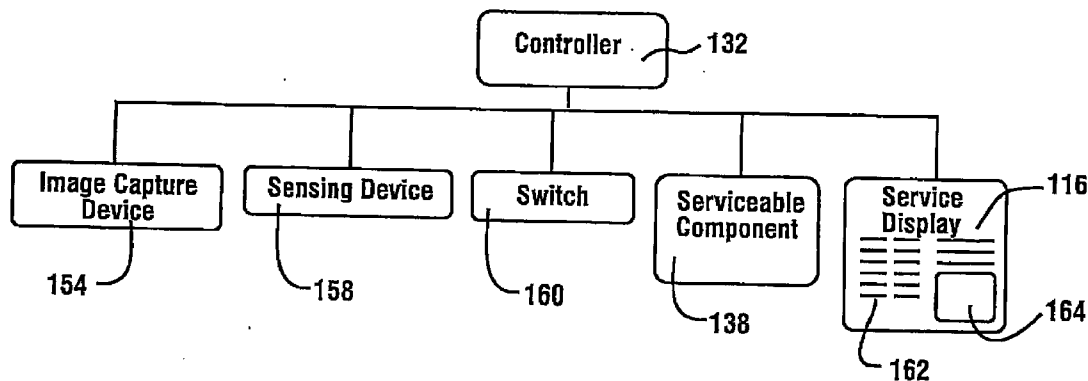 Controller
132
Image Capture
Device
154
Sensing Device
158
Switch
160
Serviceable
Component
138
Service
Display
116
162
164